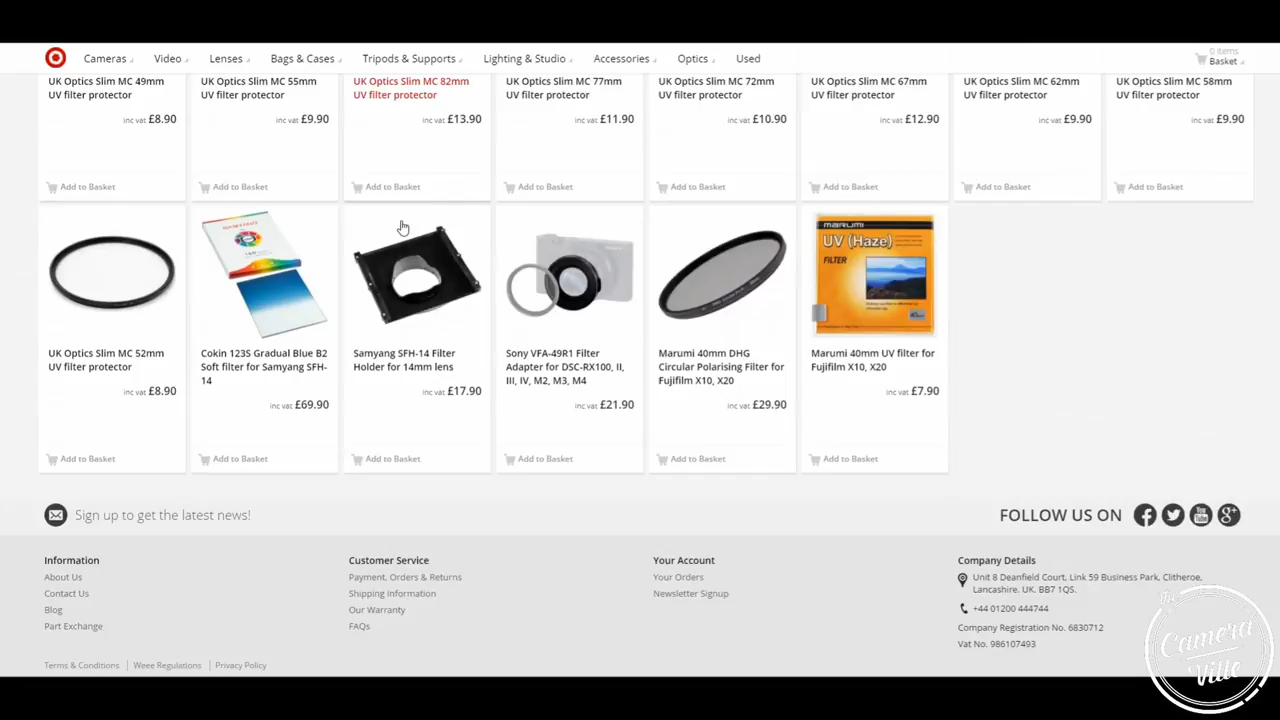 Cameras
Video
Lenses
Bags & Cases
Tripods & Supports
Lighting & Studio
Accessories
Optics
Used
0 items
Basket
UK Optics Slim MC 49mm
UV filter protector
inc vat £8.90
Add to Basket
UK Optics Slim MC 55mm
UV filter protector
inc vat £9.90
Add to Basket
UK Optics Slim MC 82mm
UV filter protector
inc vat £13.90
Add to Basket
UK Optics Slim MC 77mm
UV filter protector
inc vat £11.90
Add to Basket
UK Optics Slim MC 72mm
UV filter protector
inc vat £10.90
Add to Basket
UK Optics Slim MC 67mm
UV filter protector
inc vat £12.90
Add to Basket
UK Optics Slim MC 62mm
UV filter protector
inc vat £9.90
Add to Basket
UK Optics Slim MC 58mm
UV filter protector
inc vat £9.90
Add to Basket
UK Optics Slim MC 52mm
UV filter protector
inc vat £8.90
Add to Basket
Cokin 123S Gradual Blue B2
Soft filter for Samyang SFH-
14
inc vat £69.90
Add to Basket
Samyang SFH-14 Filter
Holder for 14mm lens
inc vat £17.90
Add to Basket
Sony VFA-49R1 Filter
Adapter for DSC-RX100, II,
III, IV, M2, M3, M4
inc vat £21.90
Add to Basket
Marumi 40mm DHG
Circular Polarising Filter for
Fujifilm X10, X20
inc vat £29.90
Add to Basket
marumi
UV (Haze)
FILTER
Marumi 40mm UV filter for
Fujifilm X10, X20
inc vat £7.90
Add to Basket
Sign up to get the latest news!
FOLLOW US ON
Information
About Us
Contact Us
Blog
Part Exchange
Customer Service
Payment, Orders & Returns
Shipping Information
Our Warranty
FAQs
Your Account
Your Orders
Newsletter Signup
Company Details
Unit 8 Deanfield Court, Link 59 Business Park, Clitheroe,
Lancashire. UK. BB7 1QS.
+44 01200 444744
Company Registration No. 6830712
Vat No. 986107493
Terms & Conditions
Weee Regulations
Privacy Policy
The
Camera
Ville